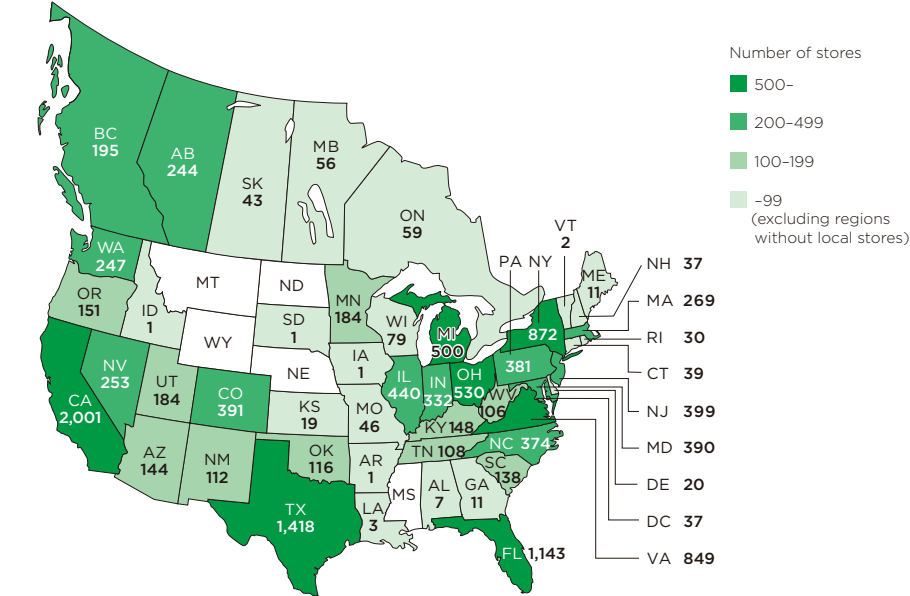 Number of stores
500–
200–499
100–199
–99
(excluding regions
without local stores)
BC
195
AB
244
SK
43
MB
56
ON
59
VT
2
PA NY
NH 37
ME
11
MA 269
WA
247
MT
ND
MN
184
OR
151
ID
1
SD
1
WI
79
MI
500
872
RI 30
WY
IA
1
381
CT 39
NE
NV
253
UT
184
CO
391
IL
440
IN
332
OH
530
WV
106
NJ 399
CA
2,001
KS
19
MO
46
KY 148
MD 390
AZ
144
NM
112
OK
116
AR
1
TN 108
NC 374
SC
138
DE 20
TX
1,418
LA
3
MS
AL
7
GA
11
DC 37
FL 1,143
VA 849